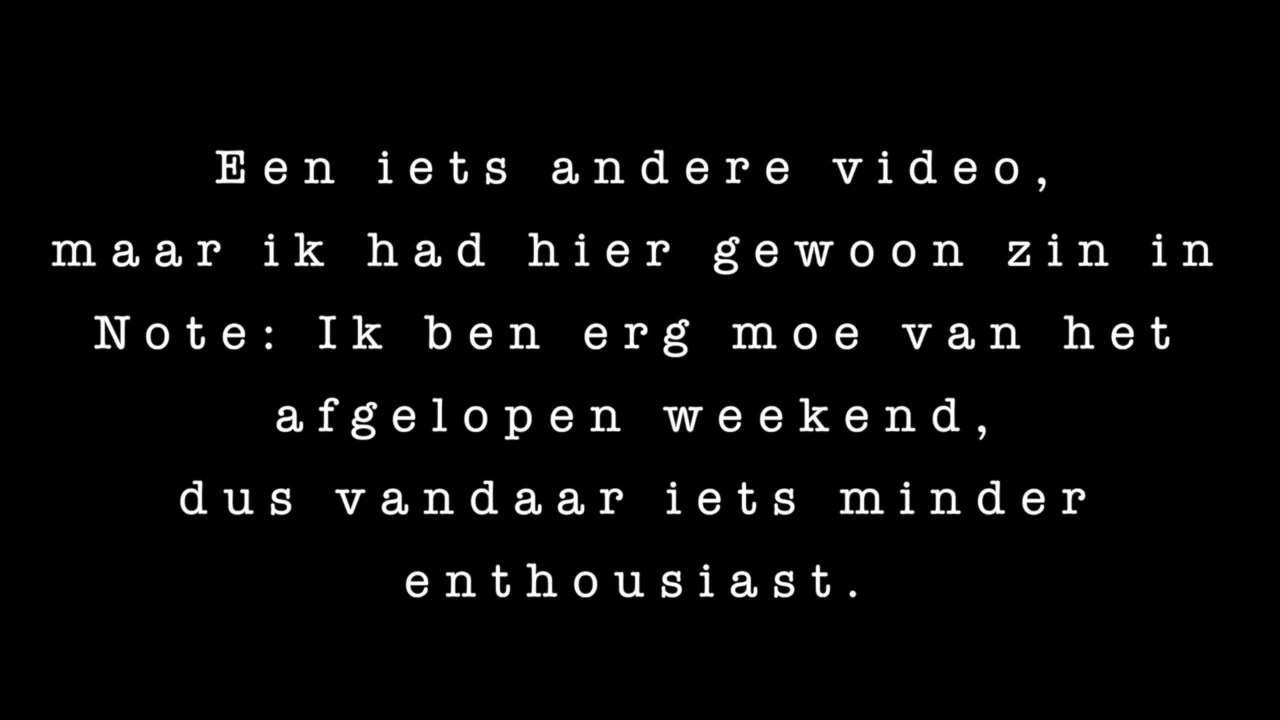 Een iets andere video,
maar ik had hier gewoon zin in
Note: Ik ben erg moe van het
afgelopen weekend,
dus vandaar iets minder
enthousiast.